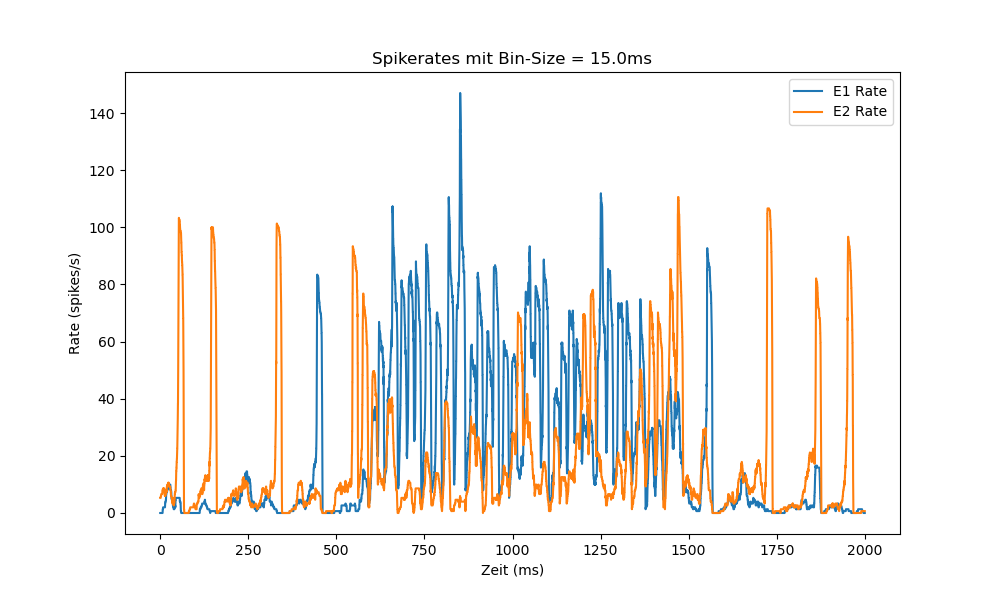 Spikerates mit Bin-Size = 15.0ms
E1 Rate
E2 Rate
Rate (spikes/s)
140
120
100
80
60
40
20
0
0 250 500 750 1000 1250 1500 1750 2000
Zeit (ms)